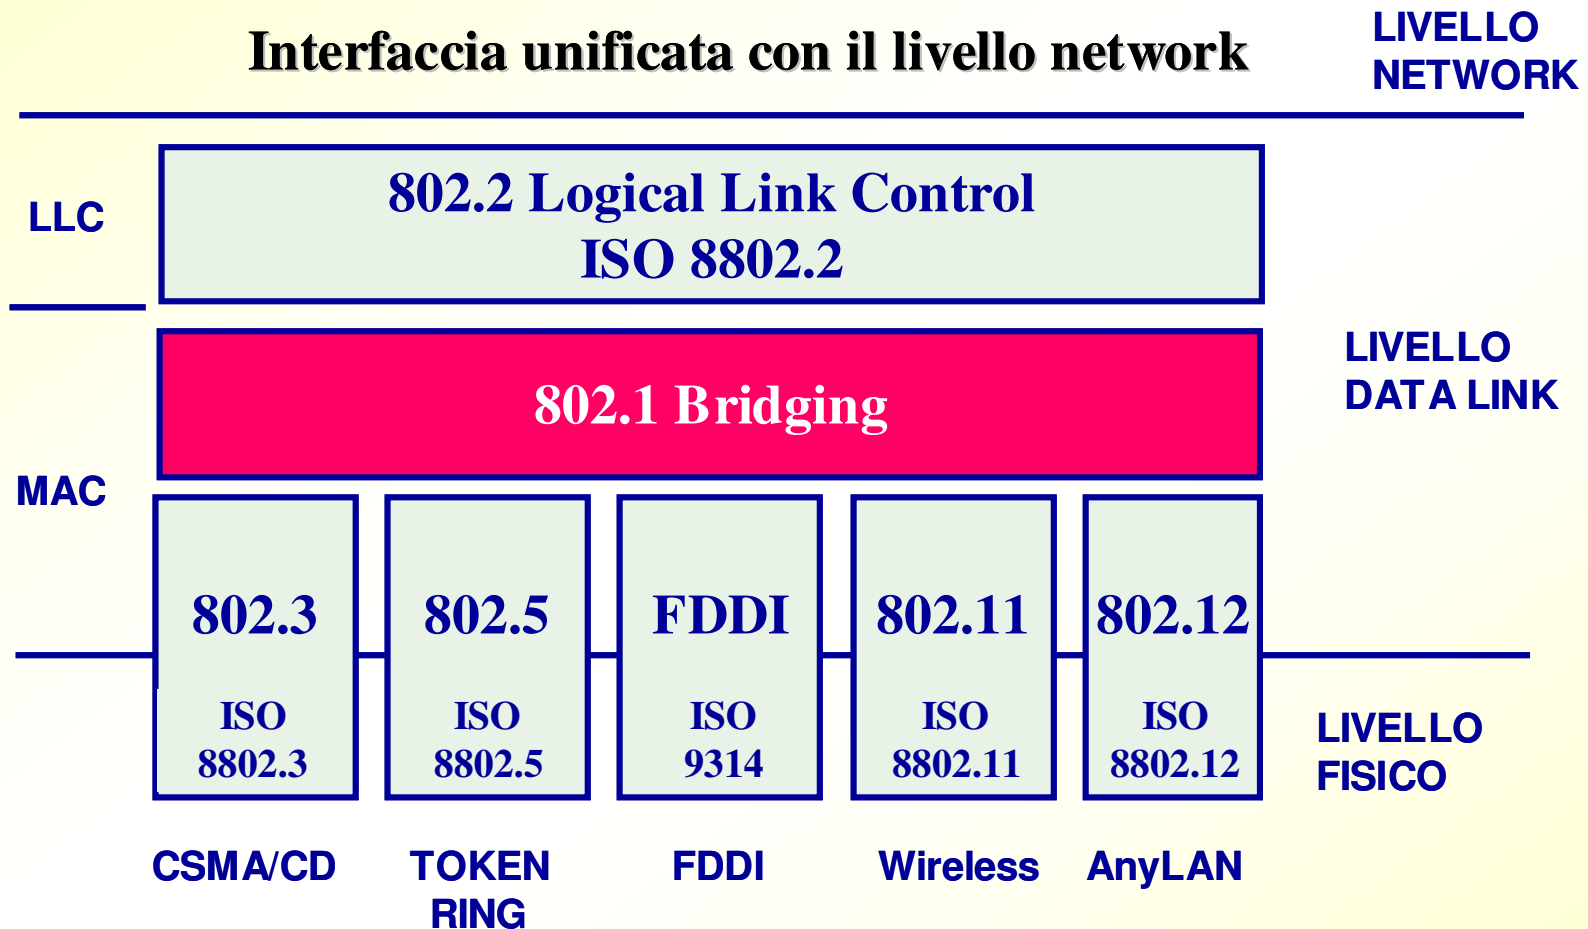 Interfaccia unificata con il livello network
LIVELLO
NETWORK
LLC
802.2 Logical Link Control
ISO 8802.2
802.1 Bridging
LIVELLO
DATA LINK
MAC
802.3
802.5
FDDI
802.11
802.12
ISO
8802.3
ISO
8802.5
ISO
9314
ISO
8802.11
ISO
8802.12
LIVELLO
FISICO
CSMA/CD
TOKEN
RING
FDDI
Wireless
AnyLAN